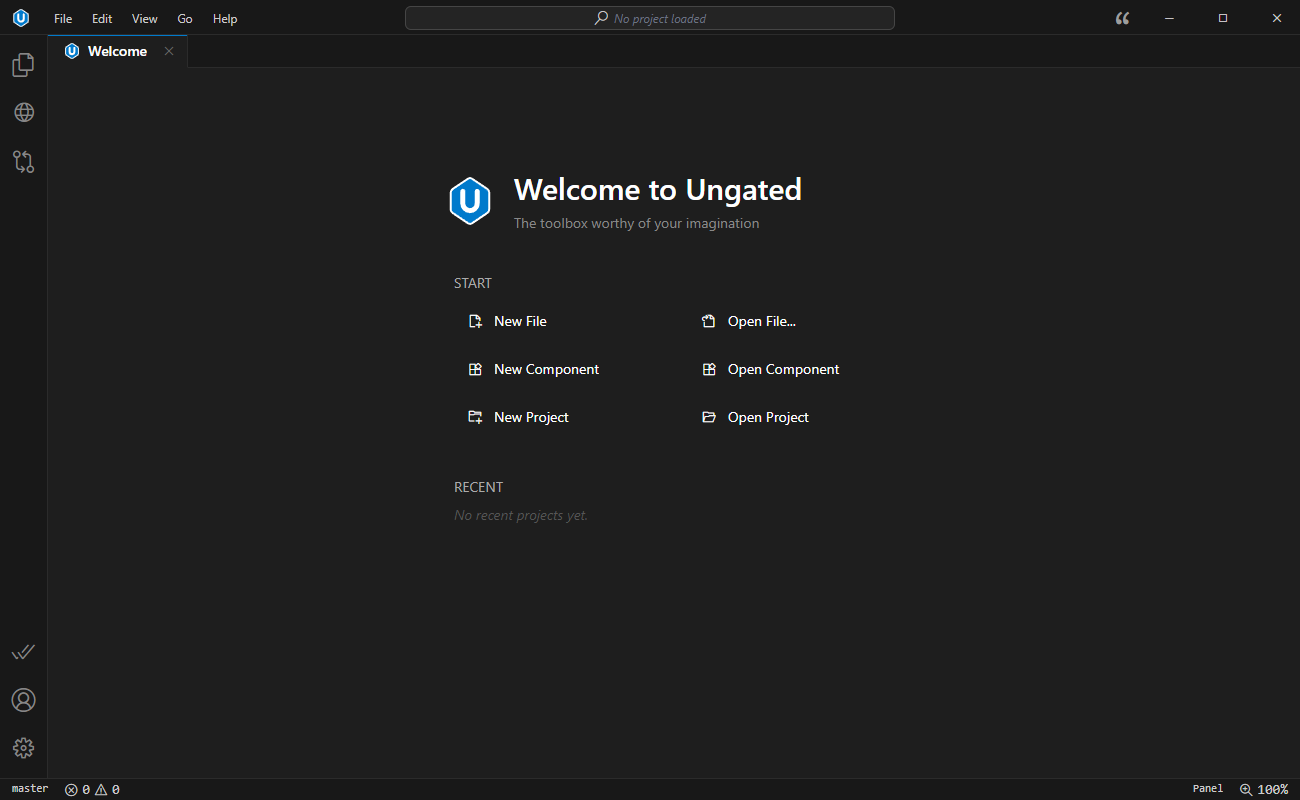 File Edit View Go Help No project loaded
Welcome
Welcome to Ungated
The toolbox worthy of your imagination
START
New File Open File...
New Component Open Component
New Project Open Project
RECENT
No recent projects yet.
master 0 0 Panel 100%